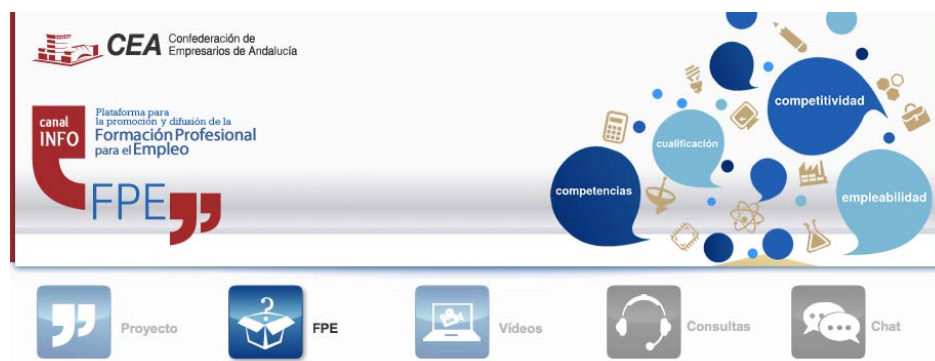 CEA Confederación de
Empresarios de Andalucía
canal
INFO
Plataforma para
la promoción y difusión de la
Formación Profesional
para el Empleo
FPE
competitividad
cualificación
competencias
empleabilidad
Proyecto
FPE
Vídeos
Consultas
Chat